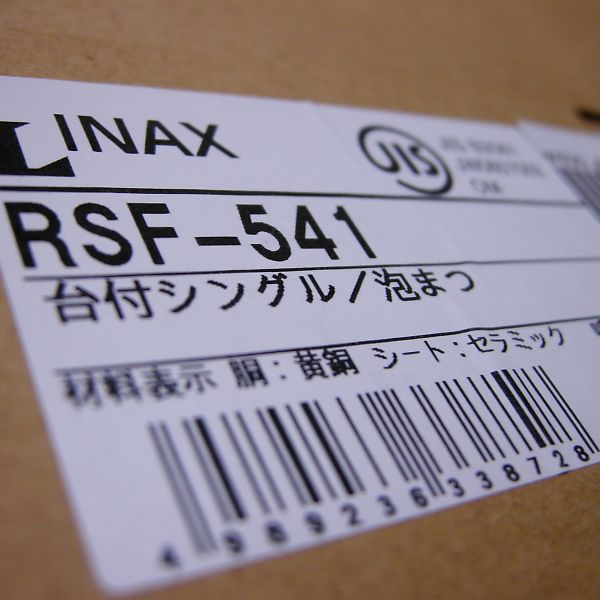 INAX
JIS
RSF-541
台付シングル/泡まつ
材料表示 胴:黄銅 シート:セラミック
4989236338728